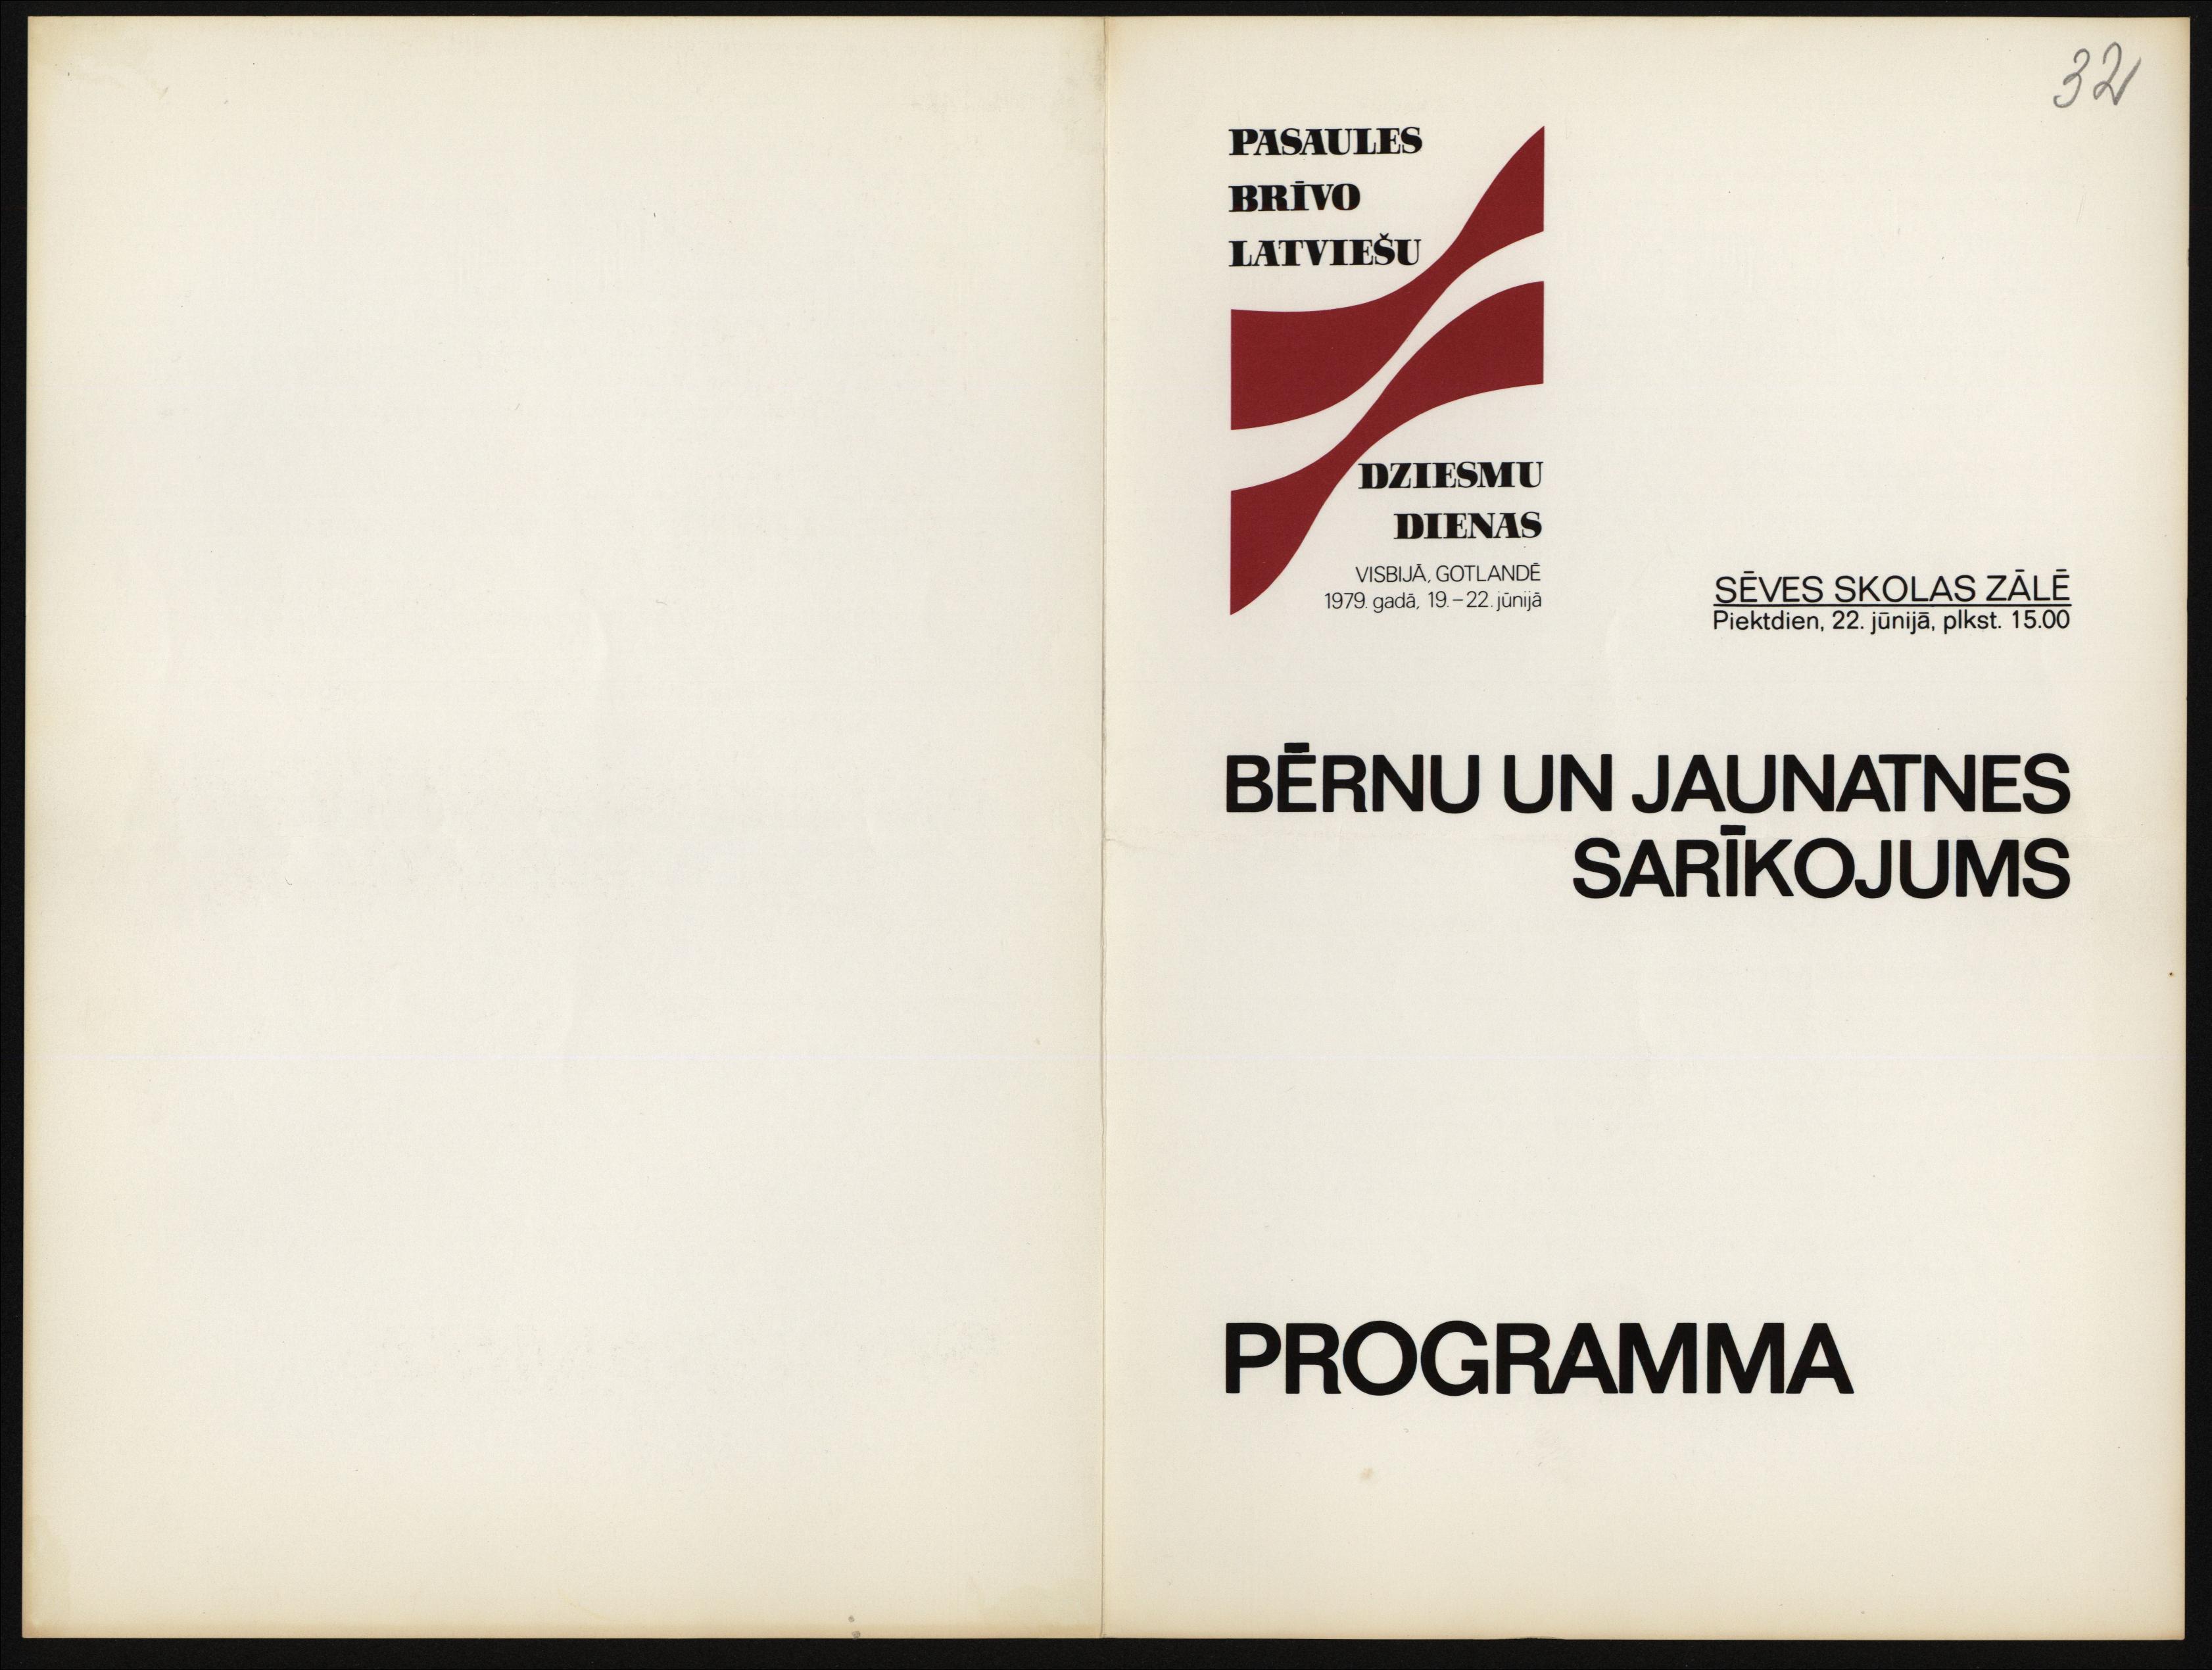 32
PASAULES
BRĪVO
LATVIEŠU
DZIESMU
DIENAS
VISBIJĀ, GOTLANDĒ
1979. gadā, 19.–22. jūnijā
SĒVES SKOLAS ZĀLĒ
Piektdien, 22. jūnijā, plkst. 15.00
BĒRNU UN JAUNATNES
SARĪKOJUMS
PROGRAMMA